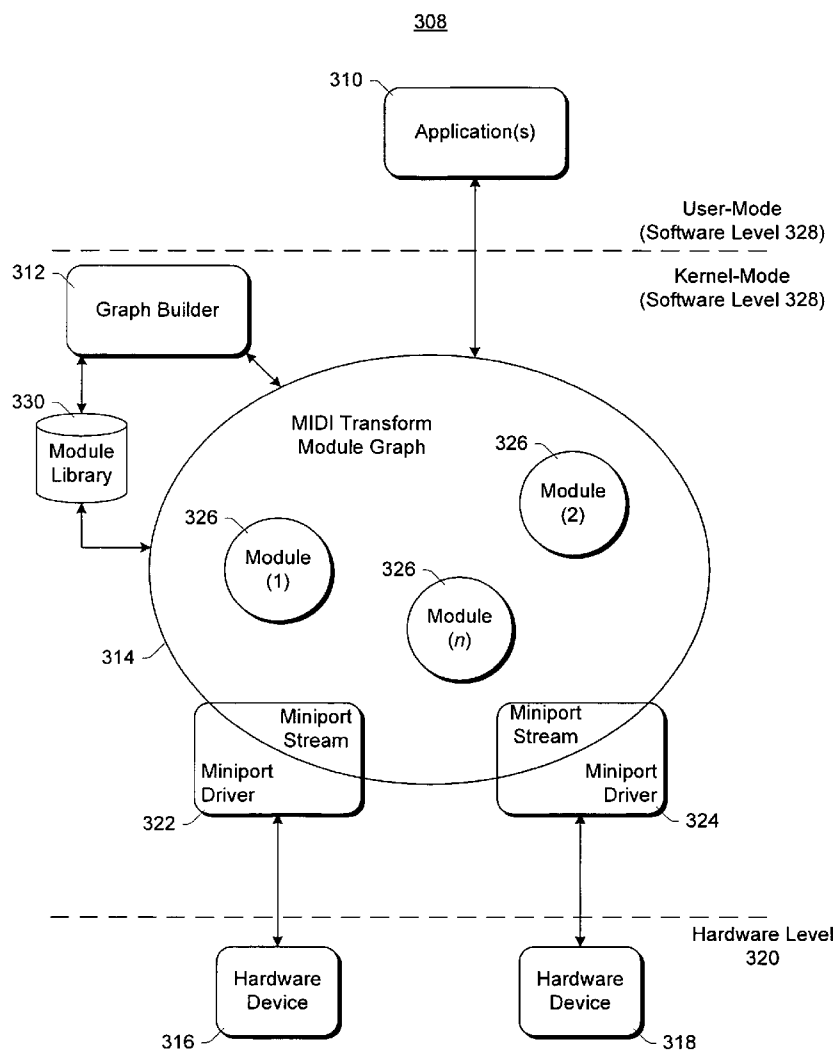 308
310
Application(s)
User-Mode
(Software Level 328)
Kernel-Mode
(Software Level 328)
312
Graph Builder
330
Module
Library
MIDI Transform
Module Graph
326
Module
(2)
326
Module
(1)
326
Module
(n)
314
Miniport
Stream
Miniport
Driver
322
Miniport
Stream
Miniport
Driver
324
Hardware Level
320
Hardware
Device
316
Hardware
Device
318